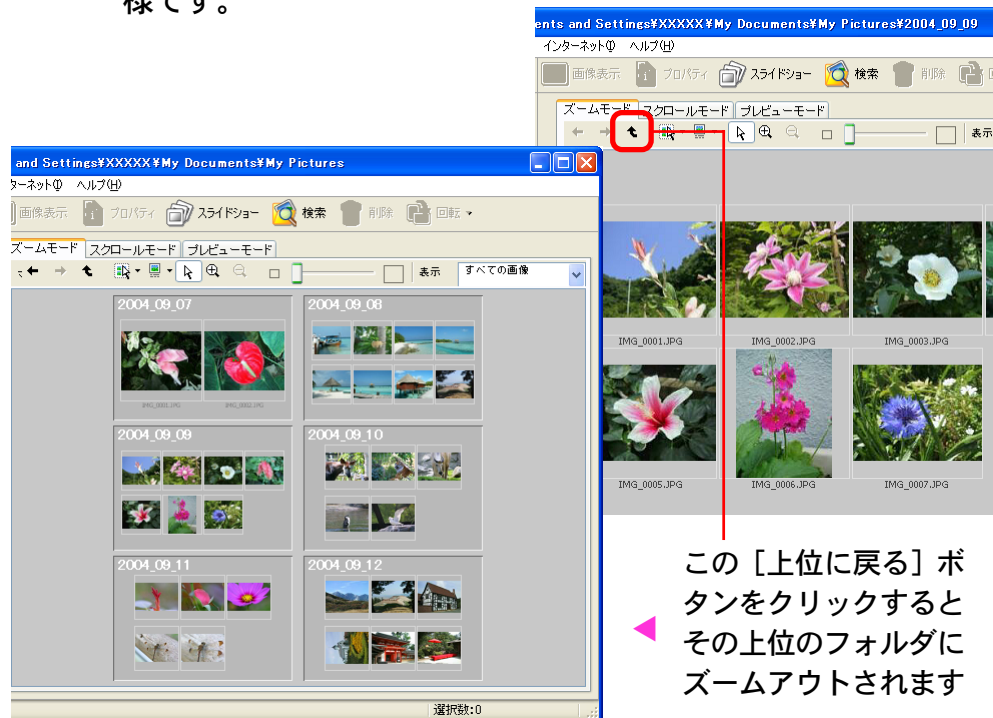 様です。
ents and Settings¥XXXXX¥My Documents¥My Pictures¥2004_09_09
インターネット(I) ヘルプ(H)
画像表示 プロパティ スライドショー 検索 削除
ズームモード スクロールモード プレビューモード
表示
IMG_0001.JPG IMG_0002.JPG IMG_0003.JPG
IMG_0005.JPG IMG_0006.JPG IMG_0007.JPG
and Settings¥XXXXX¥My Documents¥My Pictures
ターネット(I) ヘルプ(H)
画像表示 プロパティ スライドショー 検索 削除 回転
ズームモード スクロールモード プレビューモード
表示 すべての画像
2004_09_07 2004_09_08
IMG_0001.JPG IMG_0002.JPG
2004_09_09 2004_09_10
2004_09_11 2004_09_12
選択数:0
この［上位に戻る］ボ
タンをクリックすると
その上位のフォルダに
ズームアウトされます